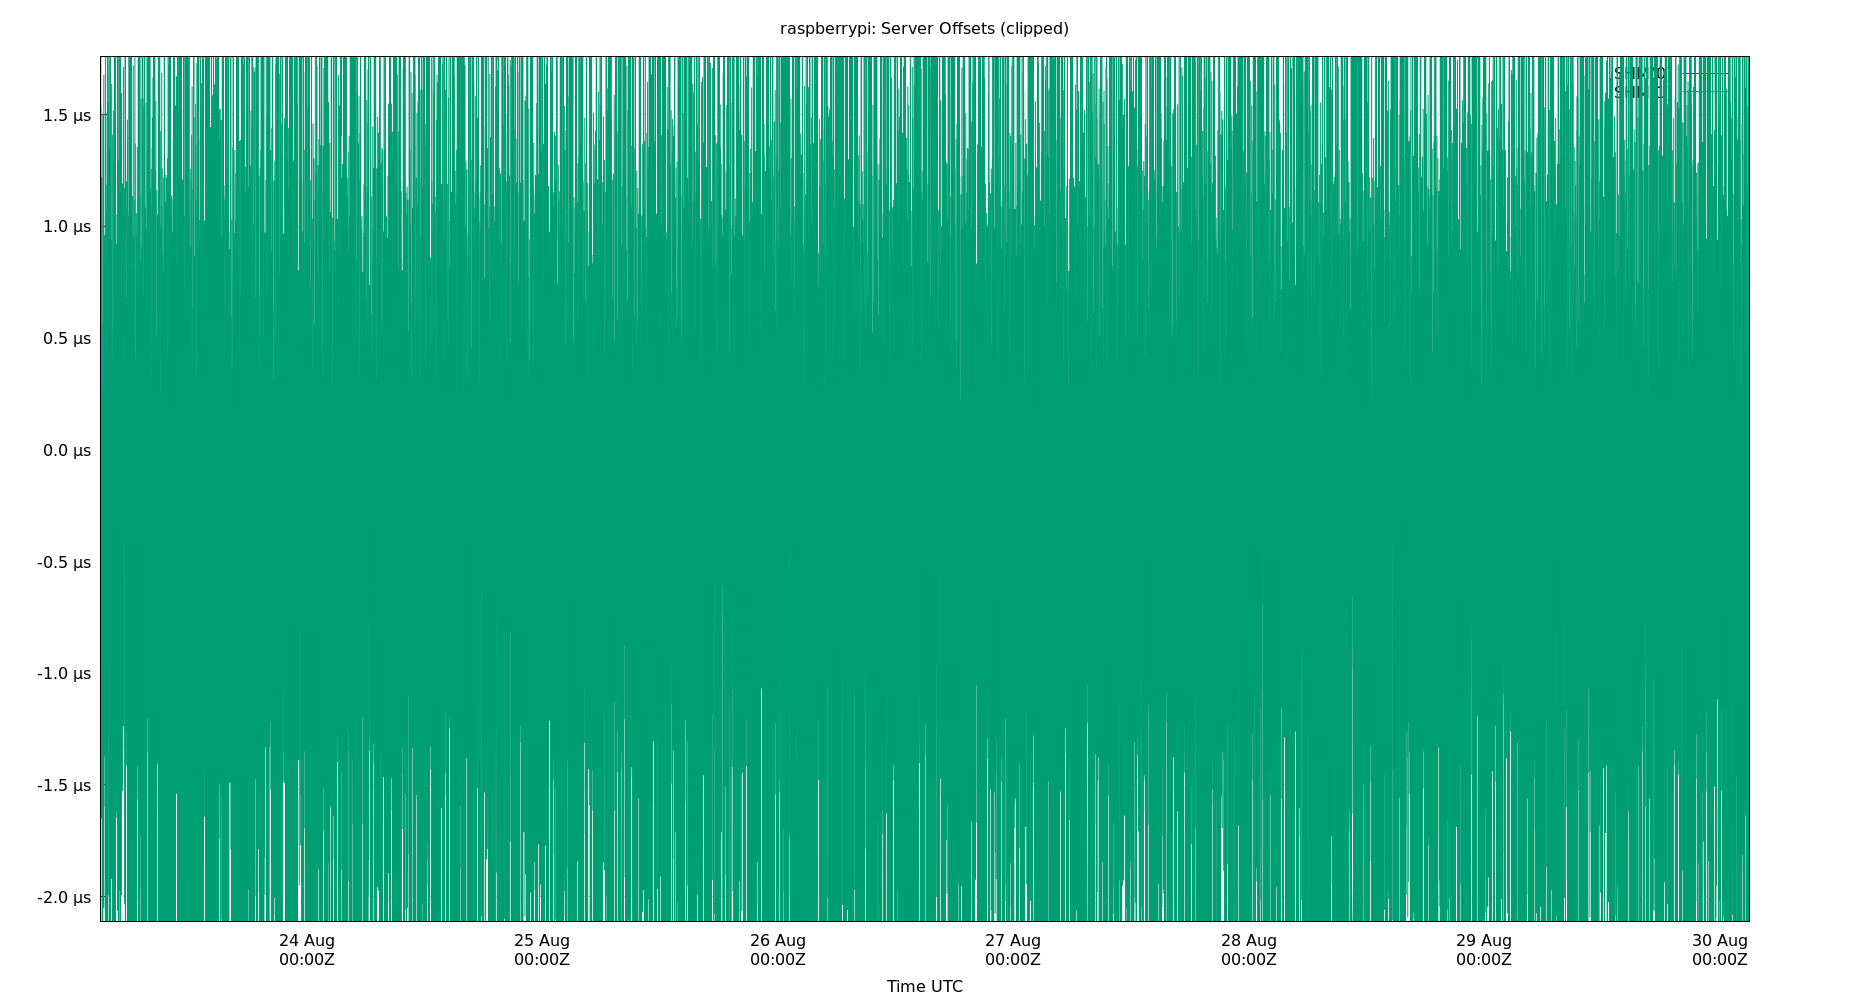 raspberrypi: Server Offsets (clipped)
1.5 µs
1.0 µs
0.5 µs
0.0 µs
-0.5 µs
-1.0 µs
-1.5 µs
-2.0 µs
24 Aug 25 Aug 26 Aug 27 Aug 28 Aug 29 Aug 30 Aug
00:00Z 00:00Z 00:00Z 00:00Z 00:00Z 00:00Z 00:00Z
Time UTC